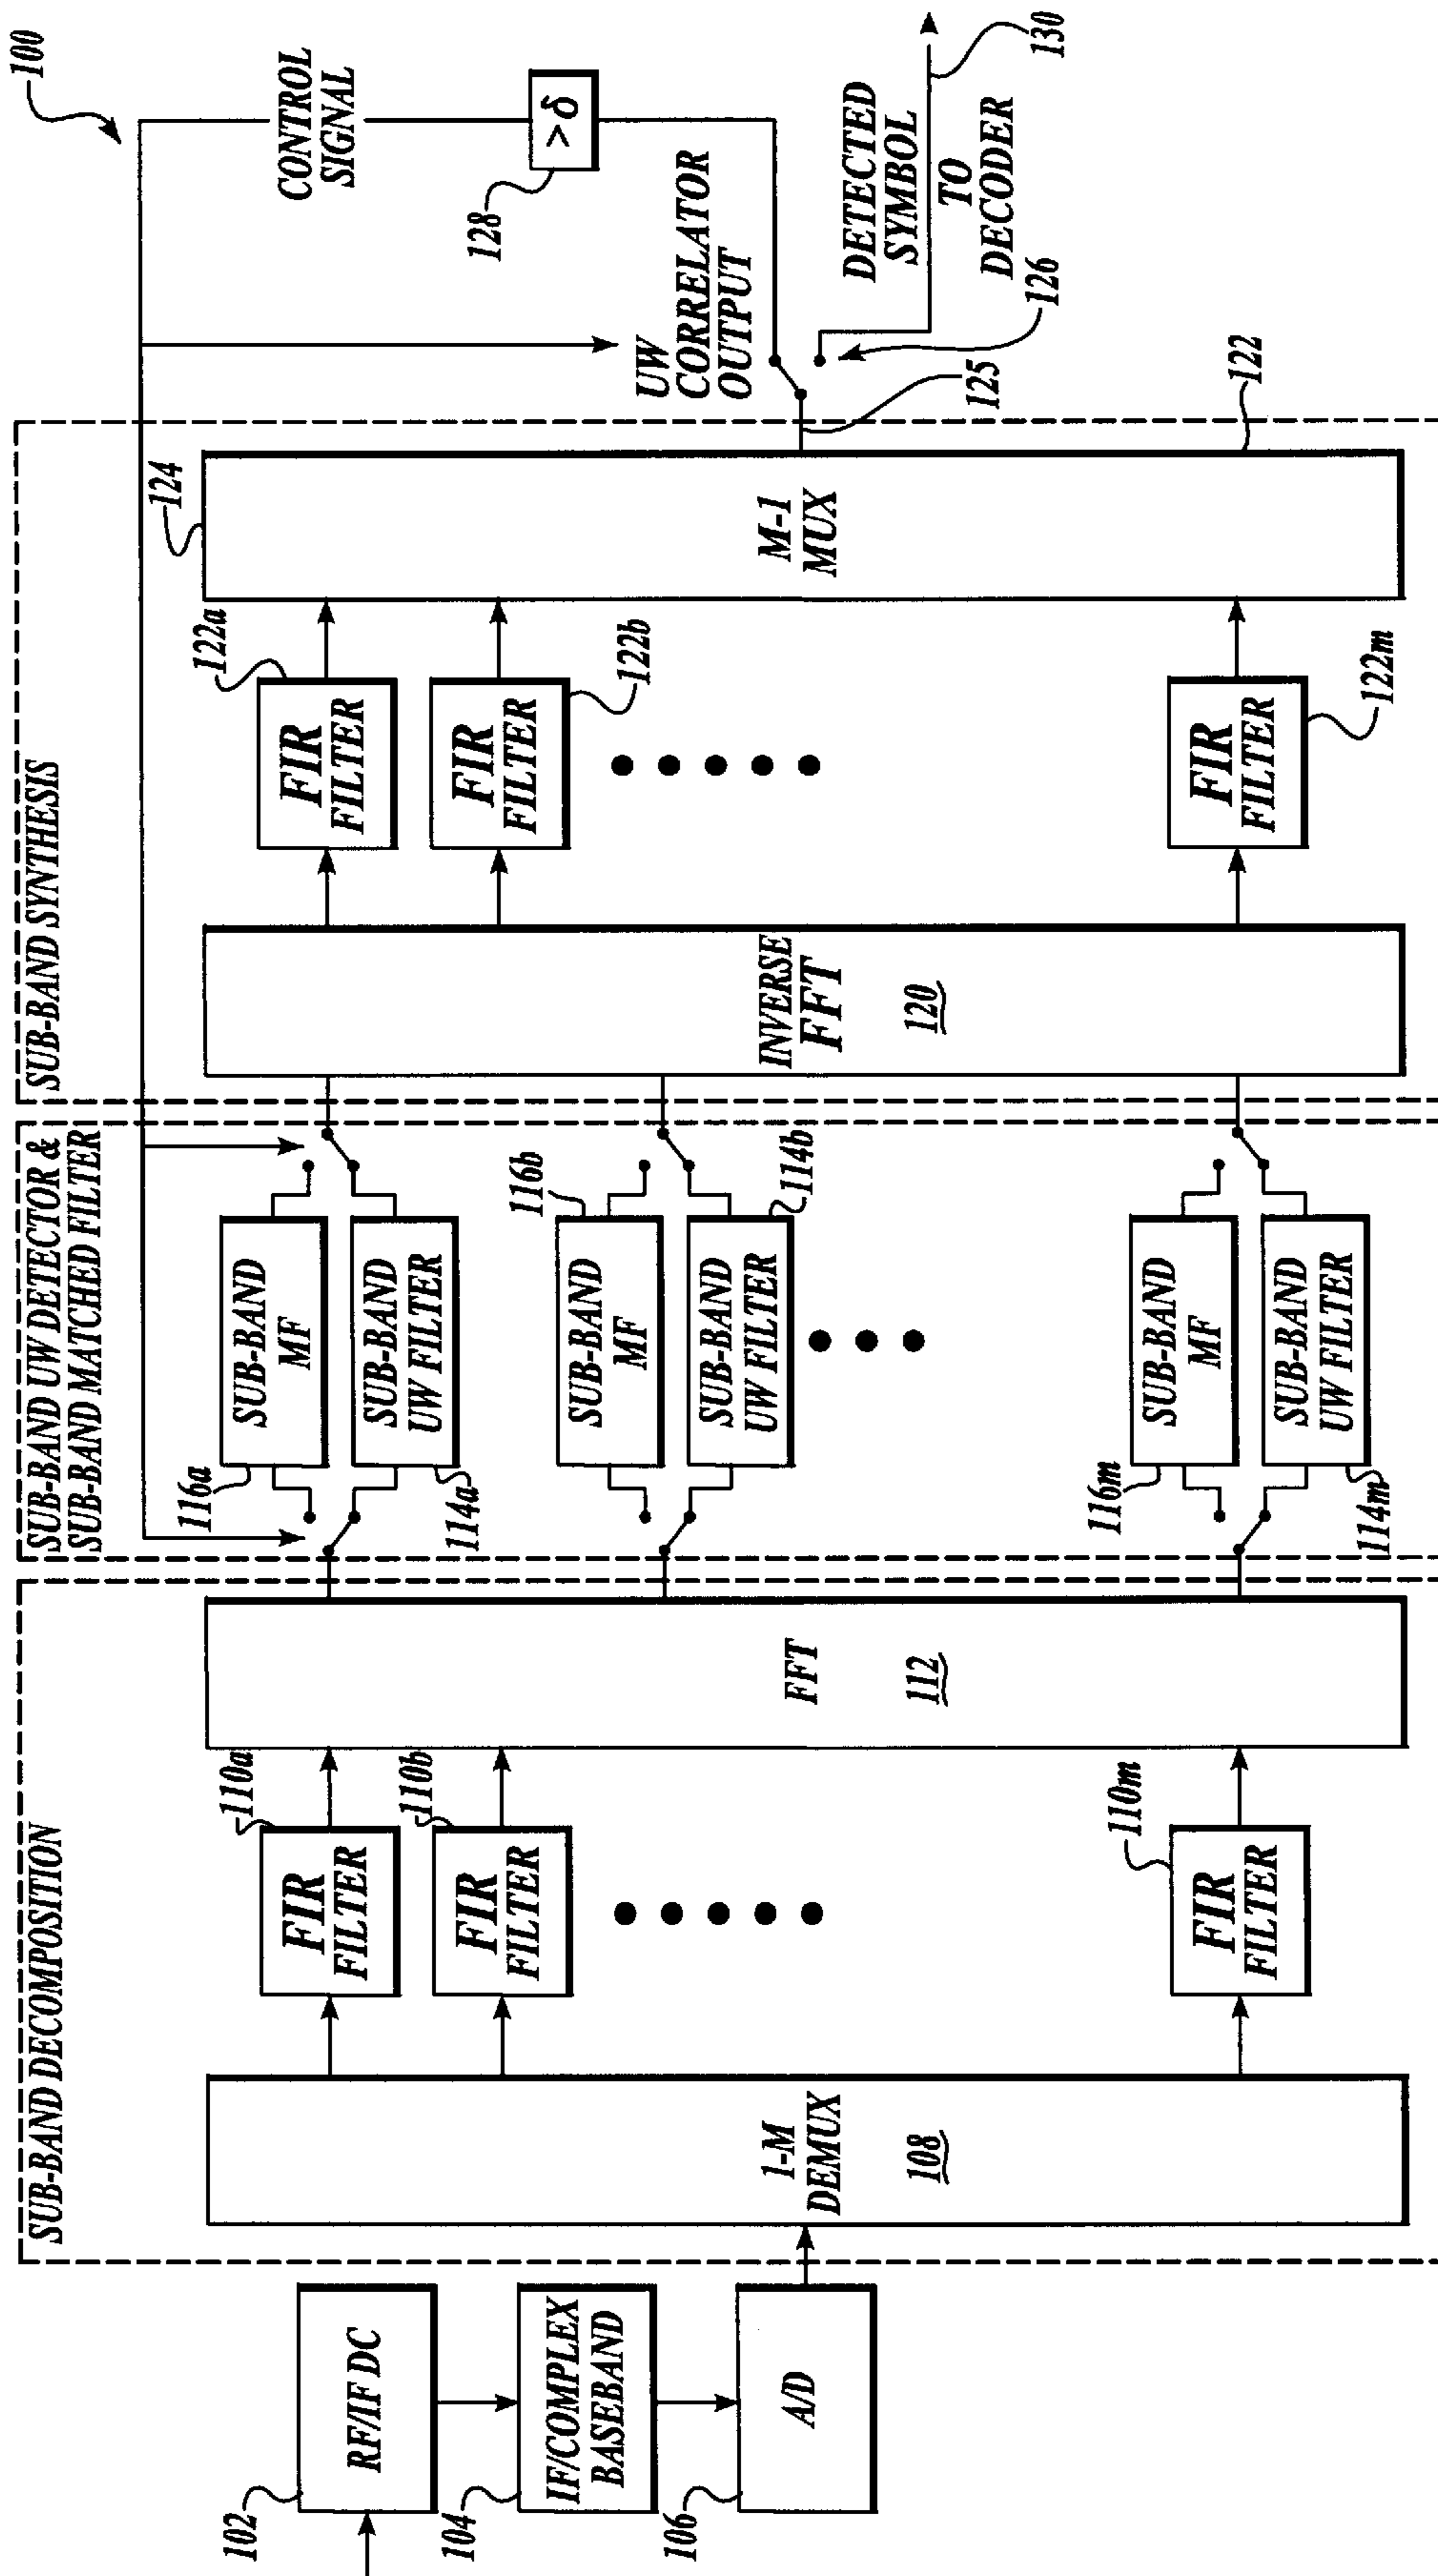 100
SUB-BAND DECOMPOSITION
SUB-BAND UW DETECTOR &
SUB-BAND MATCHED FILTER
SUB-BAND SYNTHESIS
102
RF/IF DC
104
IF/COMPLEX
BASEBAND
106
A/D
1-M
DEMUX
108
110a
FIR
FILTER
110b
FIR
FILTER
110m
FIR
FILTER
FFT
112
116a
SUB-BAND
MF
114a
SUB-BAND
UW FILTER
116b
SUB-BAND
MF
114b
SUB-BAND
UW FILTER
116m
SUB-BAND
MF
114m
SUB-BAND
UW FILTER
INVERSE
FFT
120
122a
FIR
FILTER
122b
FIR
FILTER
122m
FIR
FILTER
124
M-1
MUX
122
125
126
UW
CORRELATOR
OUTPUT
128
> δ
CONTROL
SIGNAL
DETECTED
SYMBOL
TO
DECODER
130